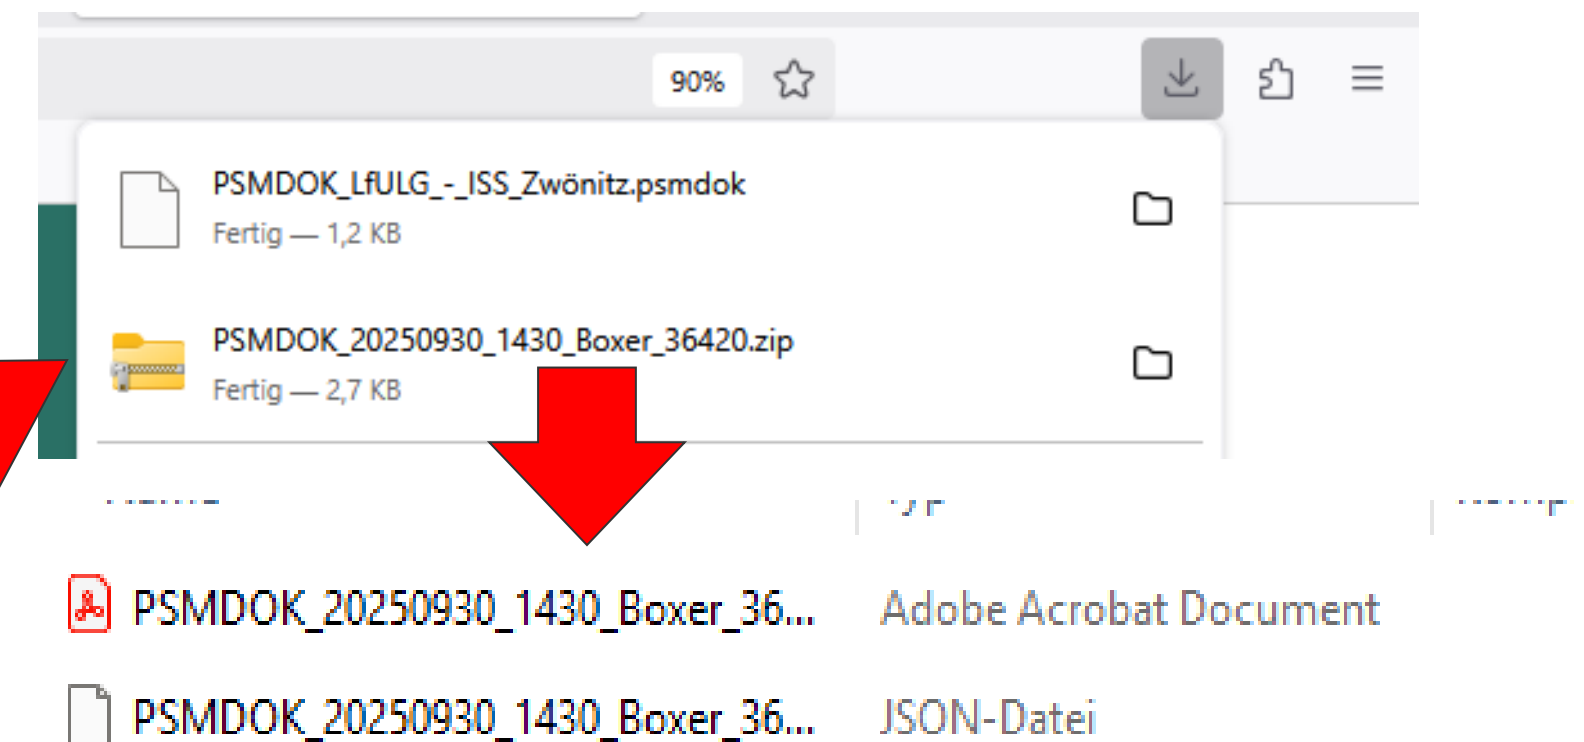 90%
PSMDOK_LfULG_-_ISS_Zwönitz.psmdok
Fertig — 1,2 KB
PSMDOK_20250930_1430_Boxer_36420.zip
Fertig — 2,7 KB
PSMDOK_20250930_1430_Boxer_36... Adobe Acrobat Document
PSMDOK_20250930_1430_Boxer_36... JSON-Datei